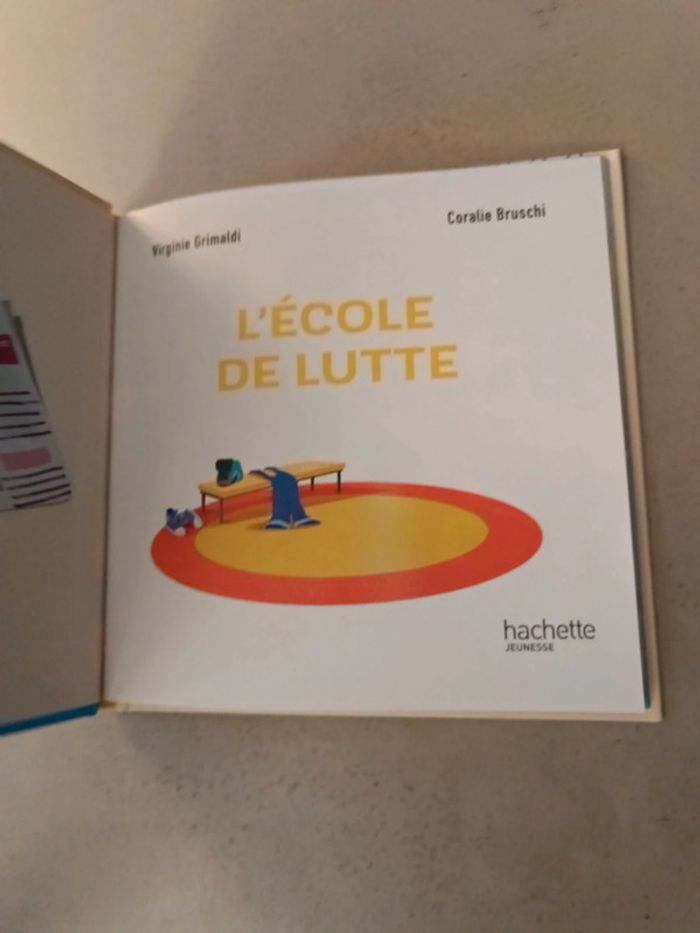 Virginie Grimaldi
Coralie Bruschi
L'ÉCOLE
DE LUTTE
hachette
JEUNESSE